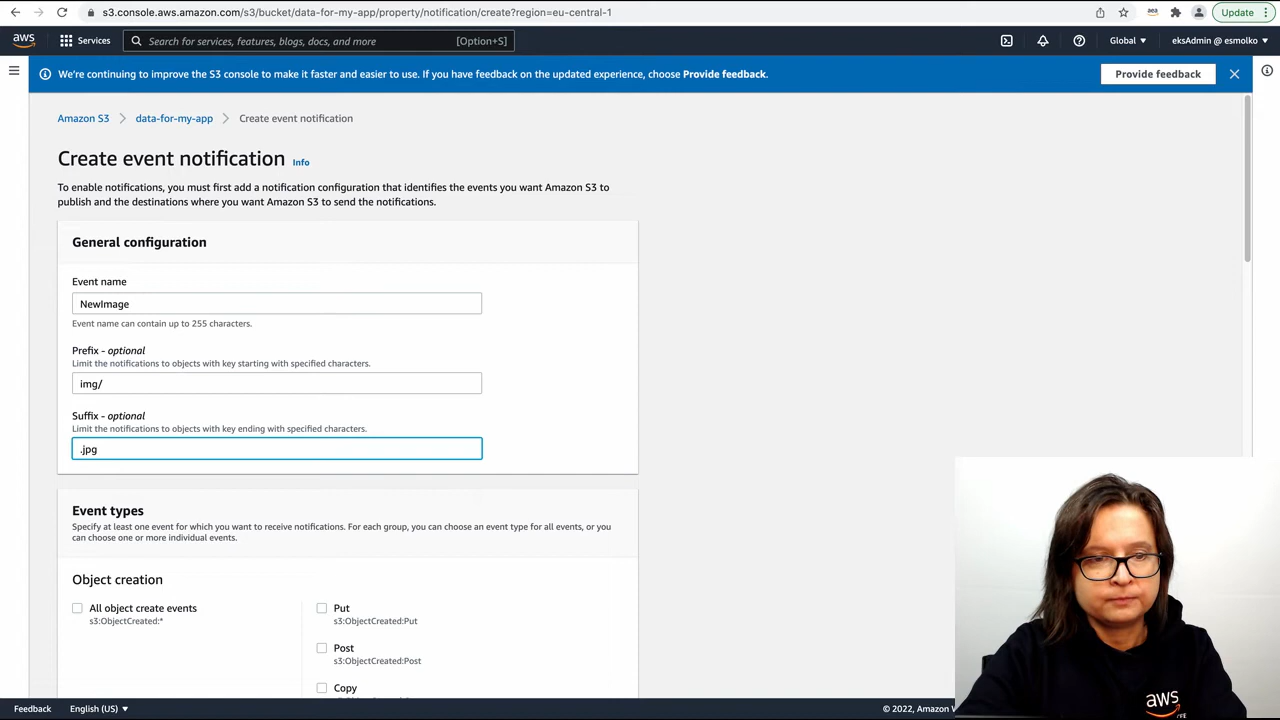 s3.console.aws.amazon.com/s3/bucket/data-for-my-app/property/notification/create?region=eu-central-1
Update
aws
Services
Search for services, features, blogs, docs, and more
[Option+S]
Global
eksAdmin @ esmolko
We're continuing to improve the S3 console to make it faster and easier to use. If you have feedback on the updated experience, choose Provide feedback.
Provide feedback
Amazon S3
data-for-my-app
Create event notification
Create event notification
Info
To enable notifications, you must first add a notification configuration that identifies the events you want Amazon S3 to
publish and the destinations where you want Amazon S3 to send the notifications.
General configuration
Event name
NewImage
Event name can contain up to 255 characters.
Prefix - optional
Limit the notifications to objects with key starting with specified characters.
img/
Suffix - optional
Limit the notifications to objects with key ending with specified characters.
.jpg
Event types
Specify at least one event for which you want to receive notifications. For each group, you can choose an event type for all events, or you
can choose one or more individual events.
Object creation
All object create events
s3:ObjectCreated:*
Put
s3:ObjectCreated:Put
Post
s3:ObjectCreated:Post
Copy
aws
Feedback
English (US)
© 2022, Amazon W